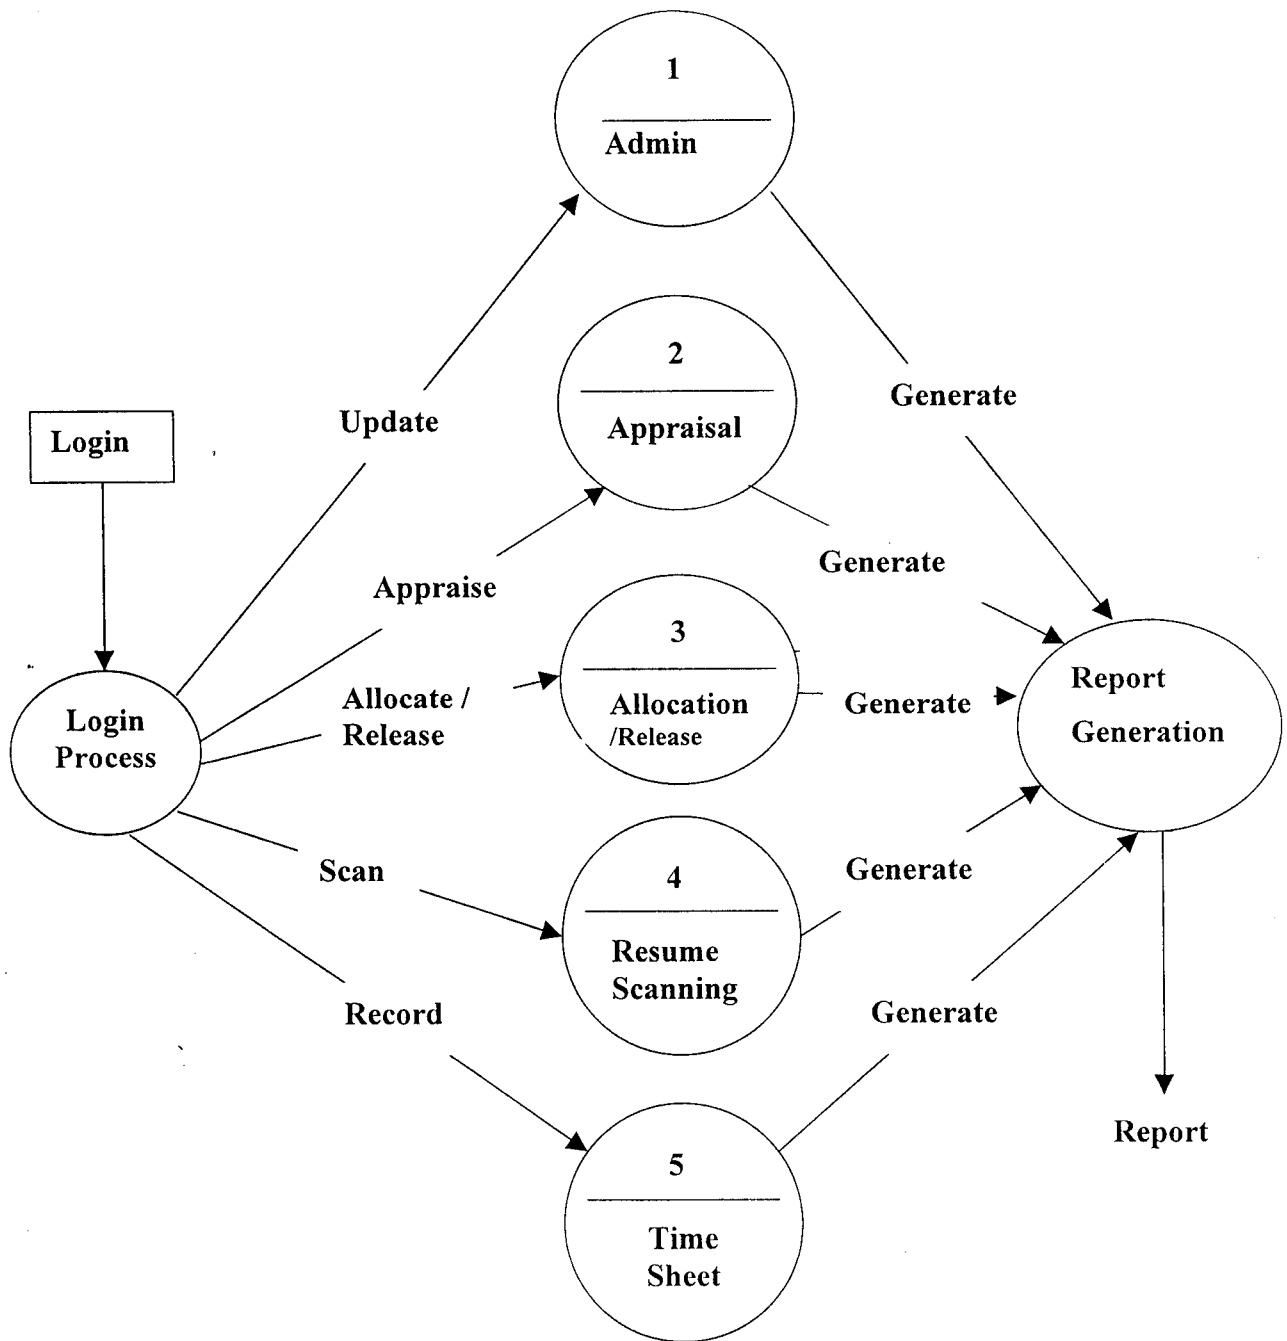 1
Admin
2
Appraisal
Generate
Update
Login
Generate
Appraise
3
Allocation
/Release
Allocate /
Release
Generate
Report
Generation
Login
Process
Scan
4
Resume
Scanning
Generate
Record
Generate
5
Time
Sheet
Report